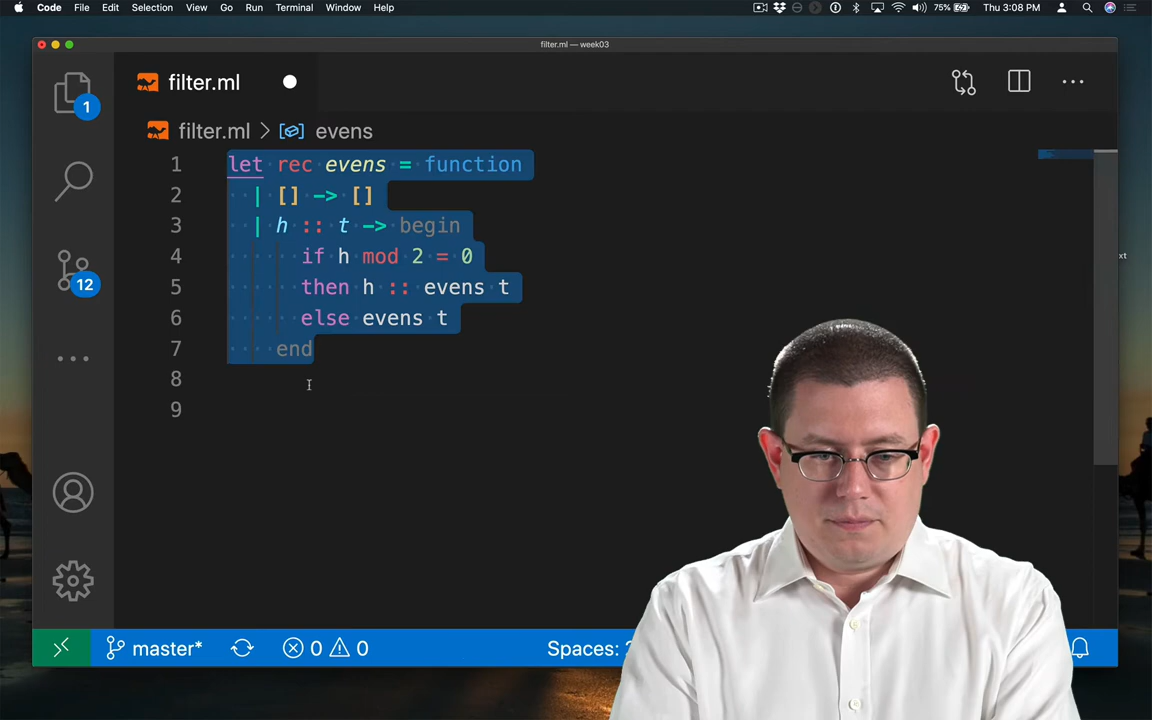 Code File Edit Selection View Go Run Terminal Window Help 75% Thu 3:08 PM
filter.ml — week03
filter.ml
1
filter.ml > evens
1 let rec evens = function
2 | [] -> []
3 | h :: t -> begin
4 if h mod 2 = 0
5 then h :: evens t
6 else evens t
7 end
8
9
12
xt
master* 0 0 Spaces: